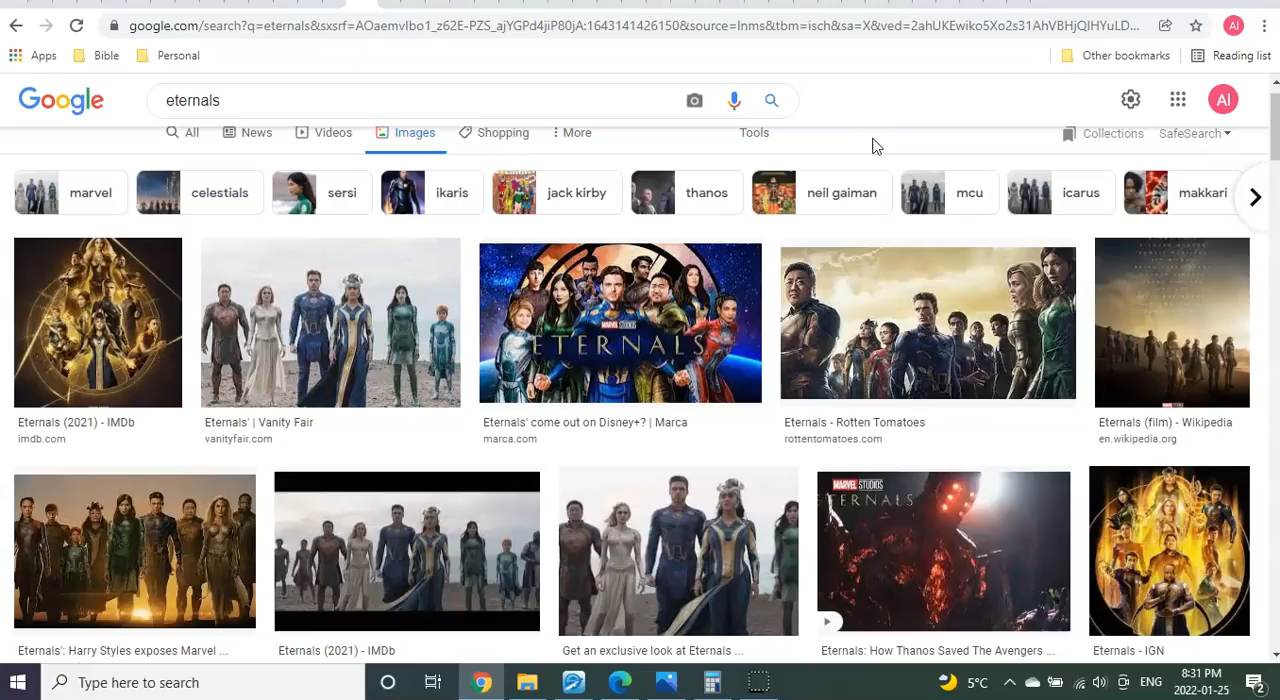 google.com/search?q=eternals&sxsrf=AOaemvIbo1_z62E-PZS_ajYGPd4jiP80jA:1643141426150&source=lnms&tbm=isch&sa=X&ved=2ahUKEwiko5Xo2s31AhVBHjQIHYuLD...
AI
Apps Bible Personal Other bookmarks Reading list
Google eternals AI
All News Videos Images Shopping More Tools Collections SafeSearch
marvel celestials sersi ikaris jack kirby thanos neil gaiman mcu icarus makkari
MARVEL STUDIOS
ETERNALS
Eternals (2021) - IMDb
imdb.com
Eternals' | Vanity Fair
vanityfair.com
Eternals' come out on Disney+? | Marca
marca.com
Eternals - Rotten Tomatoes
rottentomatoes.com
Eternals (film) - Wikipedia
en.wikipedia.org
MARVEL STUDIOS
ETERNALS
Eternals': Harry Styles exposes Marvel ...
Eternals (2021) - IMDb
Get an exclusive look at Eternals ...
Eternals: How Thanos Saved The Avengers ...
Eternals - IGN
Type here to search
5°C
ENG
8:31 PM
2022-01-25
2